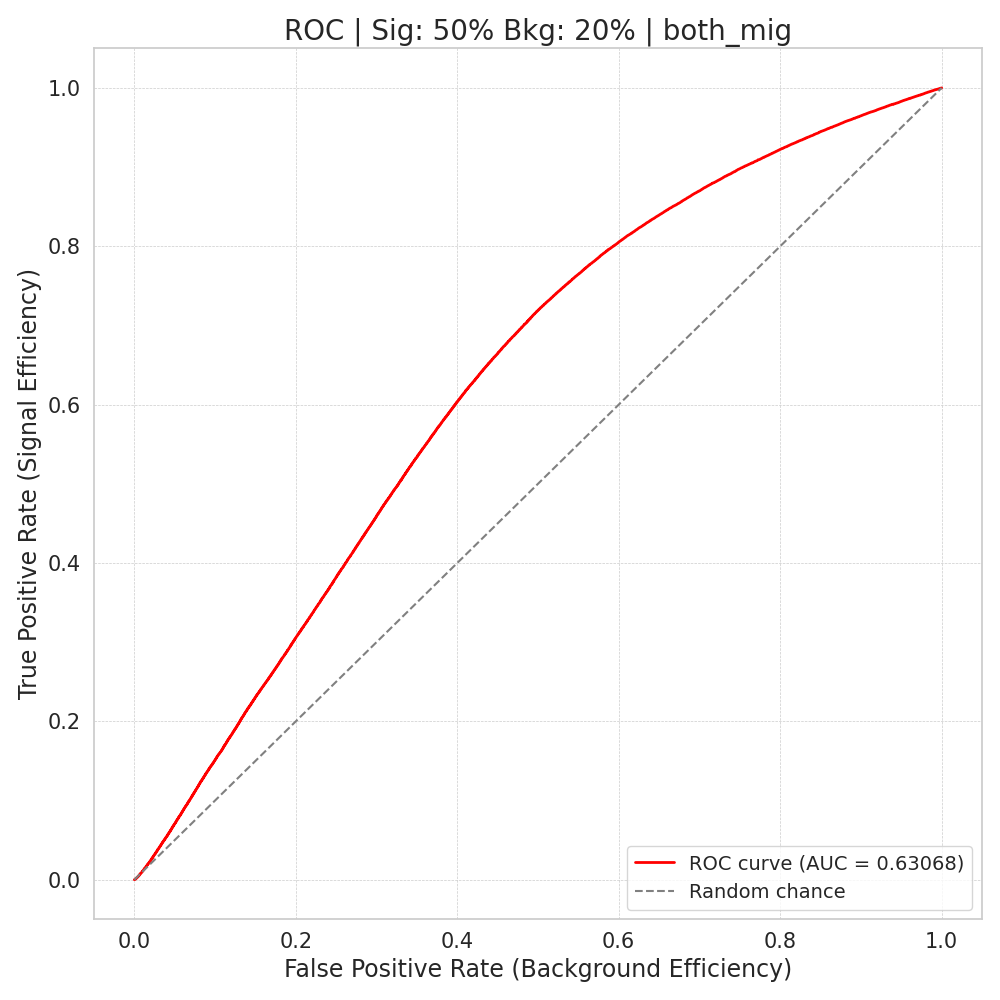 ROC | Sig: 50% Bkg: 20% | both_mig
True Positive Rate (Signal Efficiency)
1.0
0.8
0.6
0.4
0.2
0.0
ROC curve (AUC = 0.63068)
Random chance
0.0 0.2 0.4 0.6 0.8 1.0
False Positive Rate (Background Efficiency)